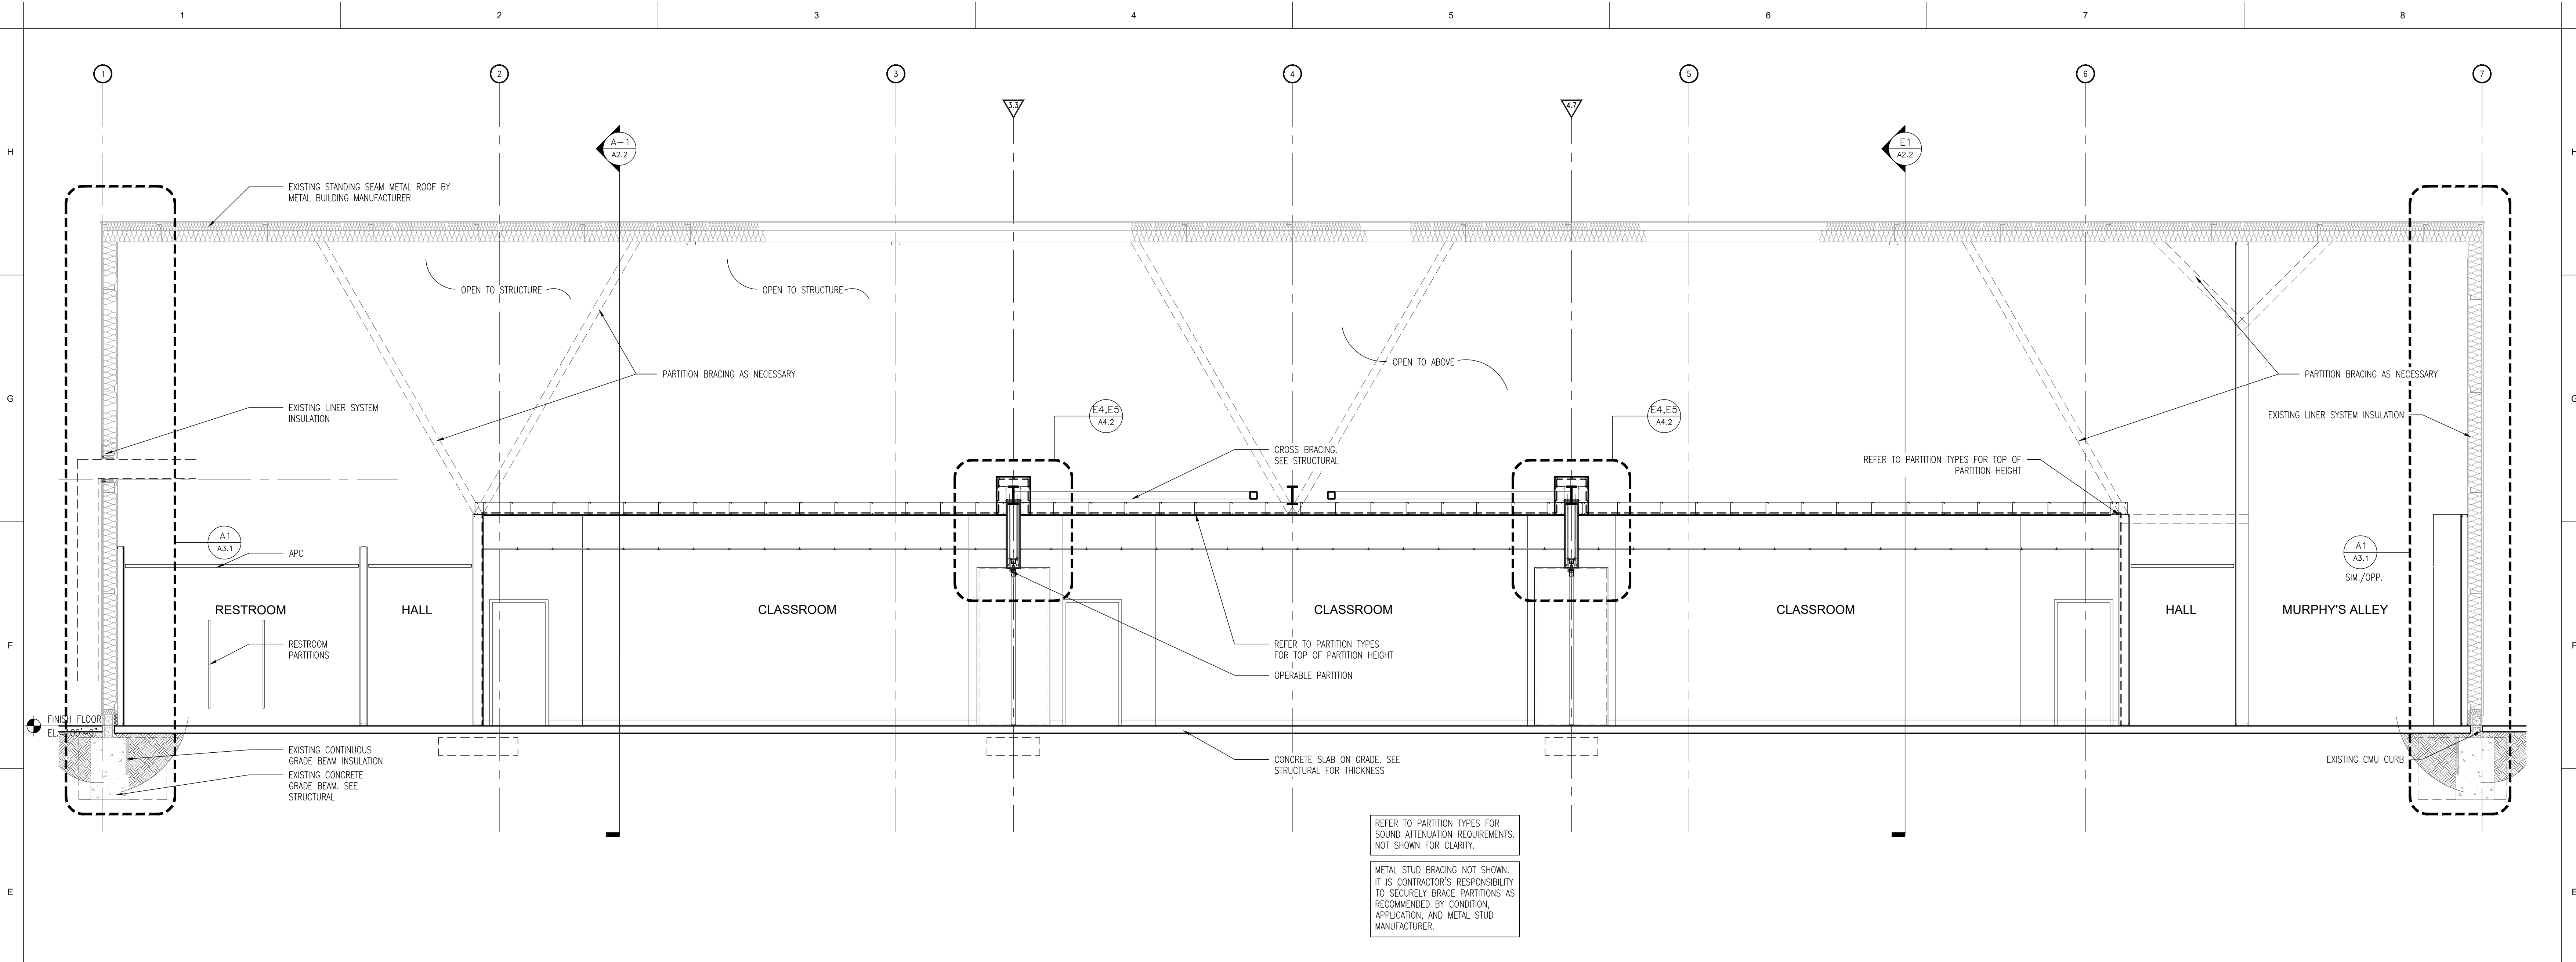 1
2
3
4
5
6
7
8
1
2
3
4
5
6
7
3.3
4.7
H
H
A-1
A2.2
E1
A2.2
EXISTING STANDING SEAM METAL ROOF BY
METAL BUILDING MANUFACTURER
OPEN TO STRUCTURE
OPEN TO STRUCTURE
OPEN TO ABOVE
PARTITION BRACING AS NECESSARY
PARTITION BRACING AS NECESSARY
G
G
EXISTING LINER SYSTEM
INSULATION
E4,E5
A4.2
E4,E5
A4.2
EXISTING LINER SYSTEM INSULATION
CROSS BRACING.
SEE STRUCTURAL
REFER TO PARTITION TYPES FOR TOP OF
PARTITION HEIGHT
A1
A3.1
APC
A1
A3.1
SIM./OPP.
RESTROOM
HALL
CLASSROOM
CLASSROOM
CLASSROOM
HALL
MURPHY'S ALLEY
F
F
RESTROOM
PARTITIONS
REFER TO PARTITION TYPES
FOR TOP OF PARTITION HEIGHT
OPERABLE PARTITION
FINISH FLOOR
EL.=100'-0"
EXISTING CONTINUOUS
GRADE BEAM INSULATION
EXISTING CONCRETE
GRADE BEAM. SEE
STRUCTURAL
CONCRETE SLAB ON GRADE. SEE
STRUCTURAL FOR THICKNESS
EXISTING CMU CURB
REFER TO PARTITION TYPES FOR
SOUND ATTENUATION REQUIREMENTS.
NOT SHOWN FOR CLARITY.
METAL STUD BRACING NOT SHOWN.
IT IS CONTRACTOR'S RESPONSIBILITY
TO SECURELY BRACE PARTITIONS AS
RECOMMENDED BY CONDITION,
APPLICATION, AND METAL STUD
MANUFACTURER.
E
E